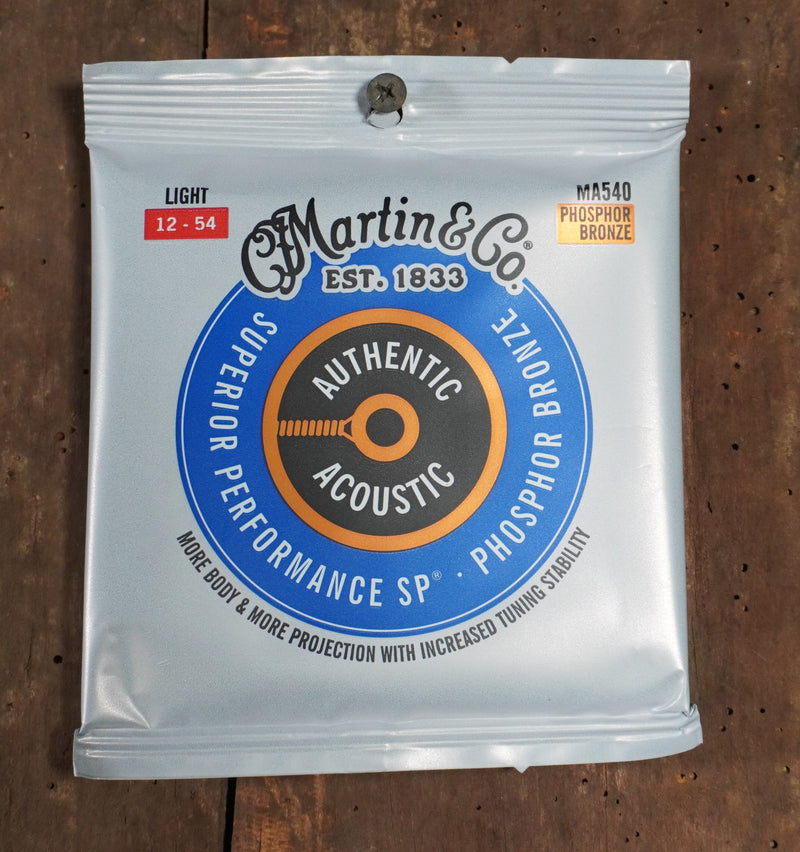 LIGHT
12 - 54
MA540
PHOSPHOR
BRONZE
C.F. Martin & Co.®
EST. 1833
SUPERIOR PERFORMANCE SP® · PHOSPHOR BRONZE
AUTHENTIC
ACOUSTIC
MORE BODY & MORE PROJECTION WITH INCREASED TUNING STABILITY